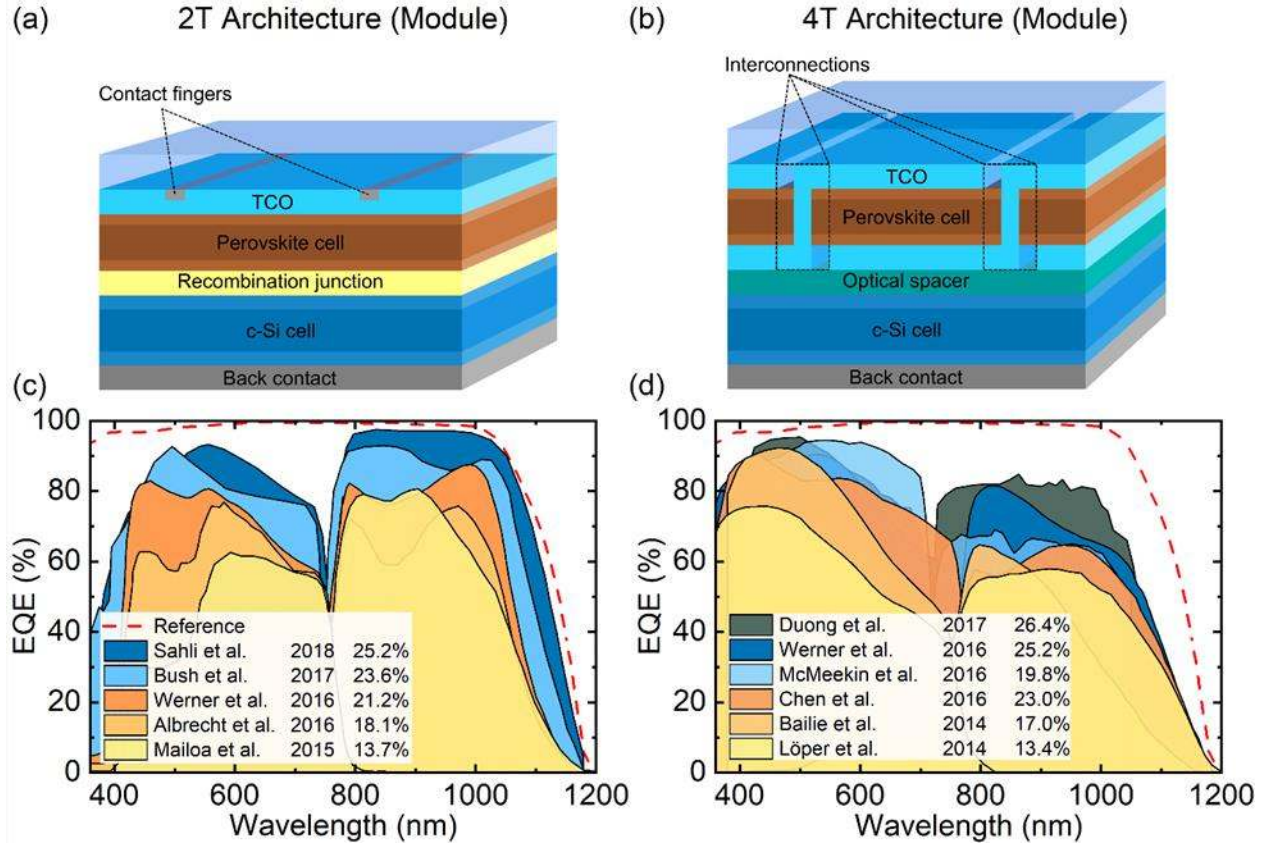 (a) 2T Architecture (Module)
Contact fingers
TCO
Perovskite cell
Recombination junction
c-Si cell
Back contact
(b) 4T Architecture (Module)
Interconnections
TCO
Perovskite cell
Optical spacer
c-Si cell
Back contact
(c)
EQE (%)
100
80
60
40
20
0
Reference
Sahli et al. 2018 25.2%
Bush et al. 2017 23.6%
Werner et al. 2016 21.2%
Albrecht et al. 2016 18.1%
Mailoa et al. 2015 13.7%
400 600 800 1000 1200
Wavelength (nm)
(d)
EQE (%)
100
80
60
40
20
0
Duong et al. 2017 26.4%
Werner et al. 2016 25.2%
McMeekin et al. 2016 19.8%
Chen et al. 2016 23.0%
Bailie et al. 2014 17.0%
Löper et al. 2014 13.4%
400 600 800 1000 1200
Wavelength (nm)